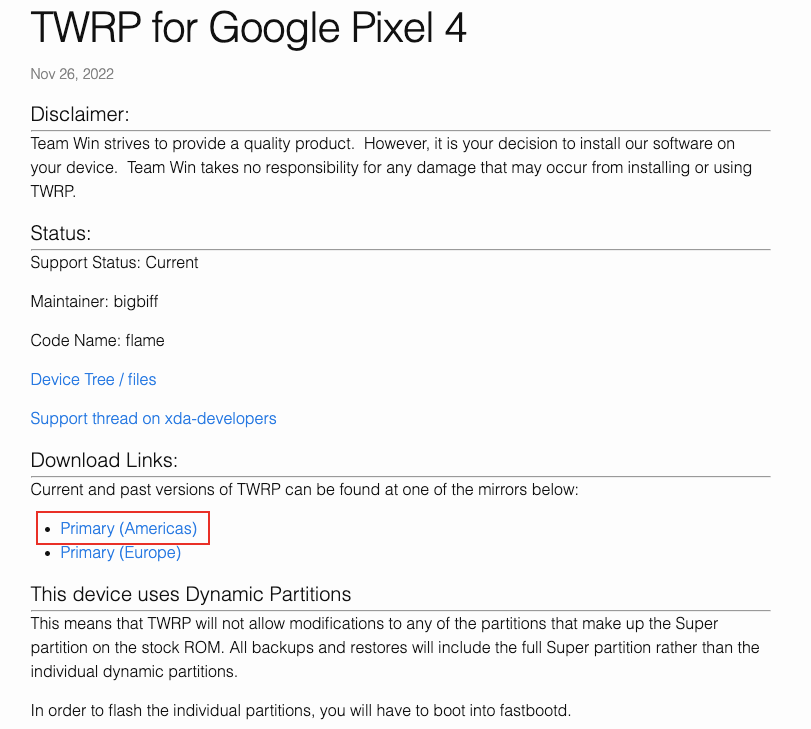 TWRP for Google Pixel 4
Nov 26, 2022
Disclaimer:
Team Win strives to provide a quality product.  However, it is your decision to install our software on
your device.  Team Win takes no responsibility for any damage that may occur from installing or using
TWRP.
Status:
Support Status: Current
Maintainer: bigbiff
Code Name: flame
Device Tree / files
Support thread on xda-developers
Download Links:
Current and past versions of TWRP can be found at one of the mirrors below:
• Primary (Americas)
• Primary (Europe)
This device uses Dynamic Partitions
This means that TWRP will not allow modifications to any of the partitions that make up the Super
partition on the stock ROM. All backups and restores will include the full Super partition rather than the
individual dynamic partitions.
In order to flash the individual partitions, you will have to boot into fastbootd.